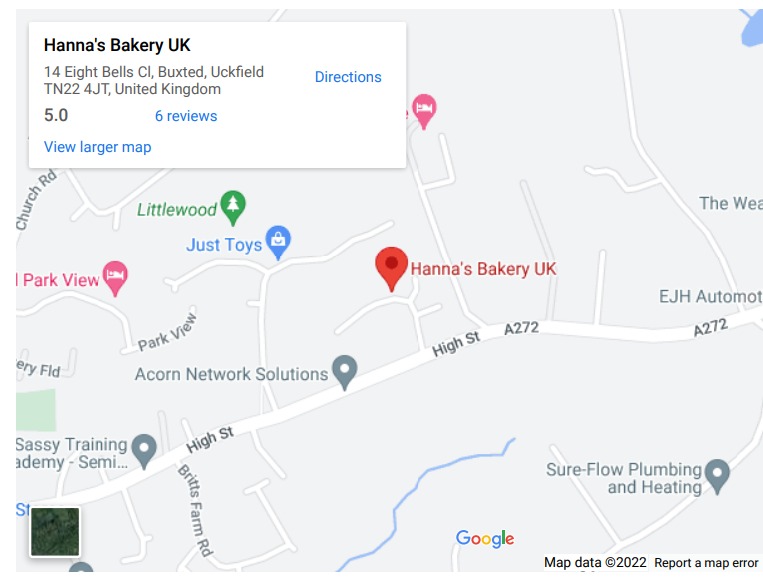 Hanna's Bakery UK
14 Eight Bells Cl, Buxted, Uckfield
TN22 4JT, United Kingdom
Directions
5.0
6 reviews
View larger map
Church Rd
Littlewood
Just Toys
The Wea
Park View
Hanna's Bakery UK
EJH Automot
Park View
High St
A272
A272
ery Fld
Acorn Network Solutions
High St
Sassy Training
ademy - Semi...
Britts Farm Rd
Sure-Flow Plumbing
and Heating
St
Google
Map data ©2022
Report a map error